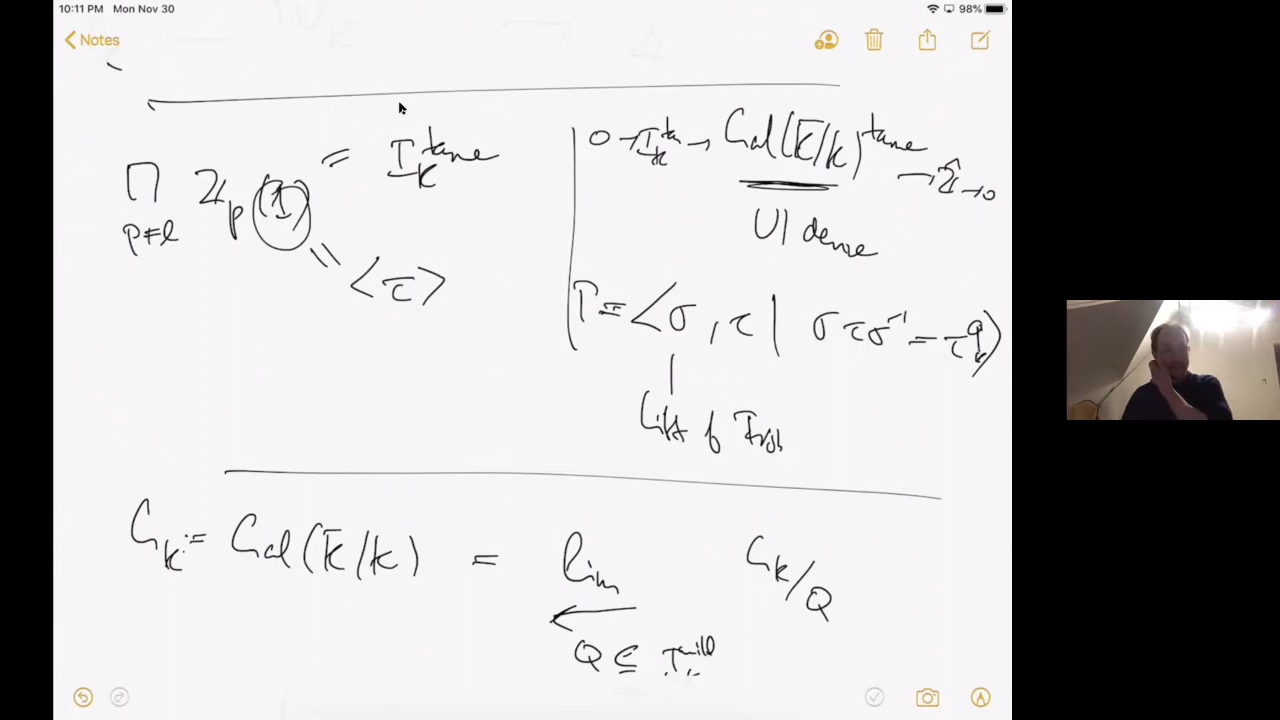 10:11 PM Mon Nov 30
98%
Notes
∏ ℤ_p(1) = I_K^tame
p≠ℓ
= ⟨τ⟩
0 → I_K^ta → Gal(K̄/K)^tame → ℤ̂ → 0
∪| dense
Γ = ⟨σ, τ | στσ⁻¹ = τ^{q_K}⟩
Lift of Frob
G_K := Gal(K̄/K) = lim G_K/Q
←
Q ⊆ I_K^wild